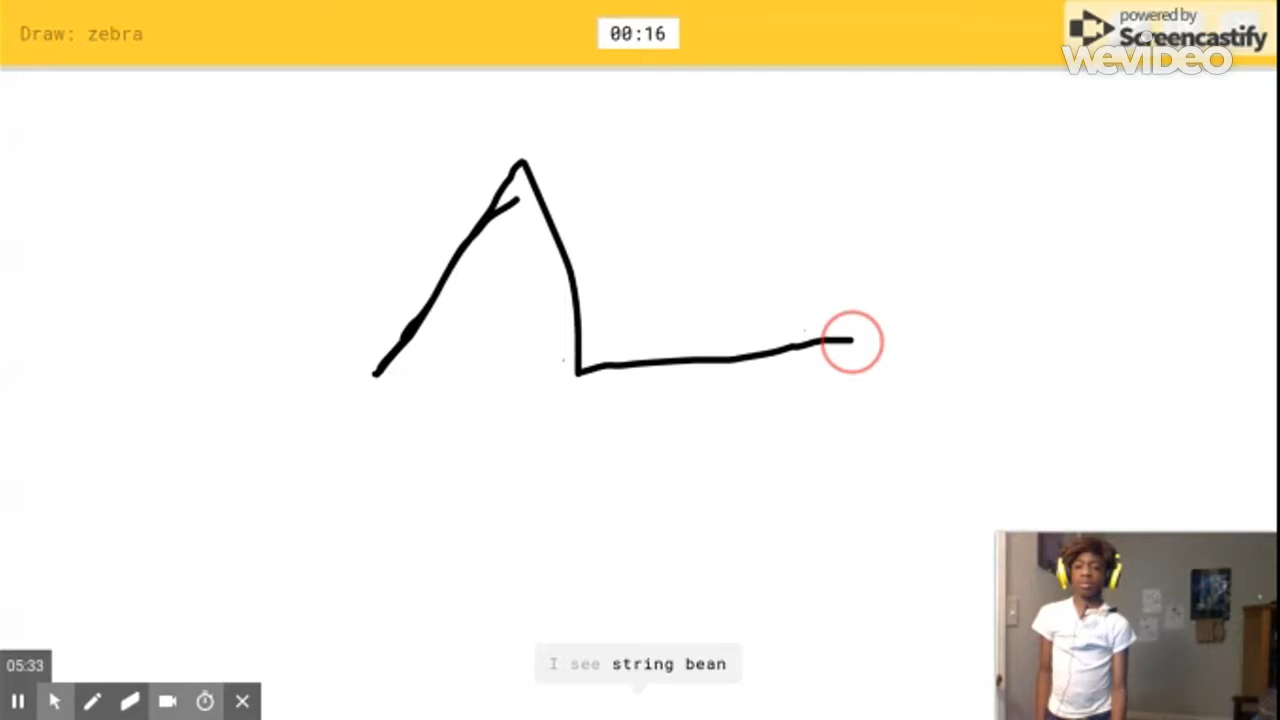 Draw: zebra
00:16
powered by
Screencastify
WeVideo
I see string bean
05:33